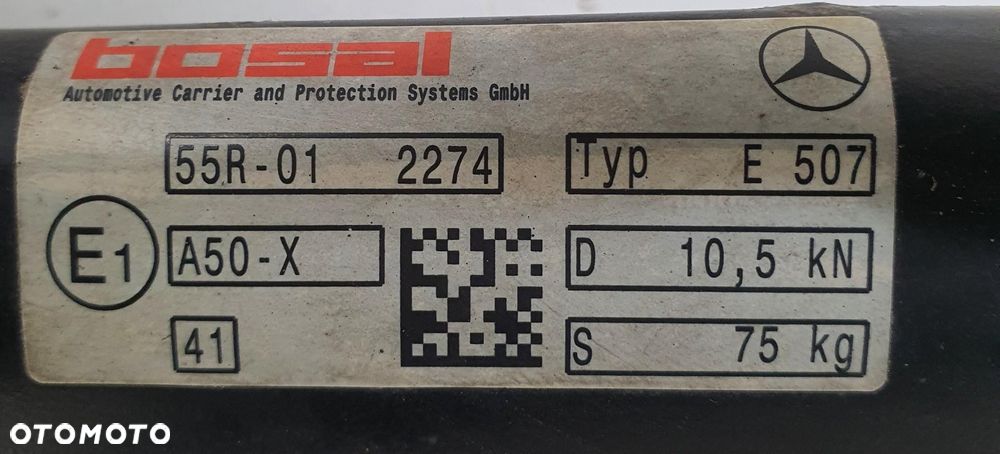 bosal
Automotive Carrier and Protection Systems GmbH
55R-01 2274
Typ E 507
E1
A50-X
D 10,5 kN
41
S 75 kg
OTOMOTO